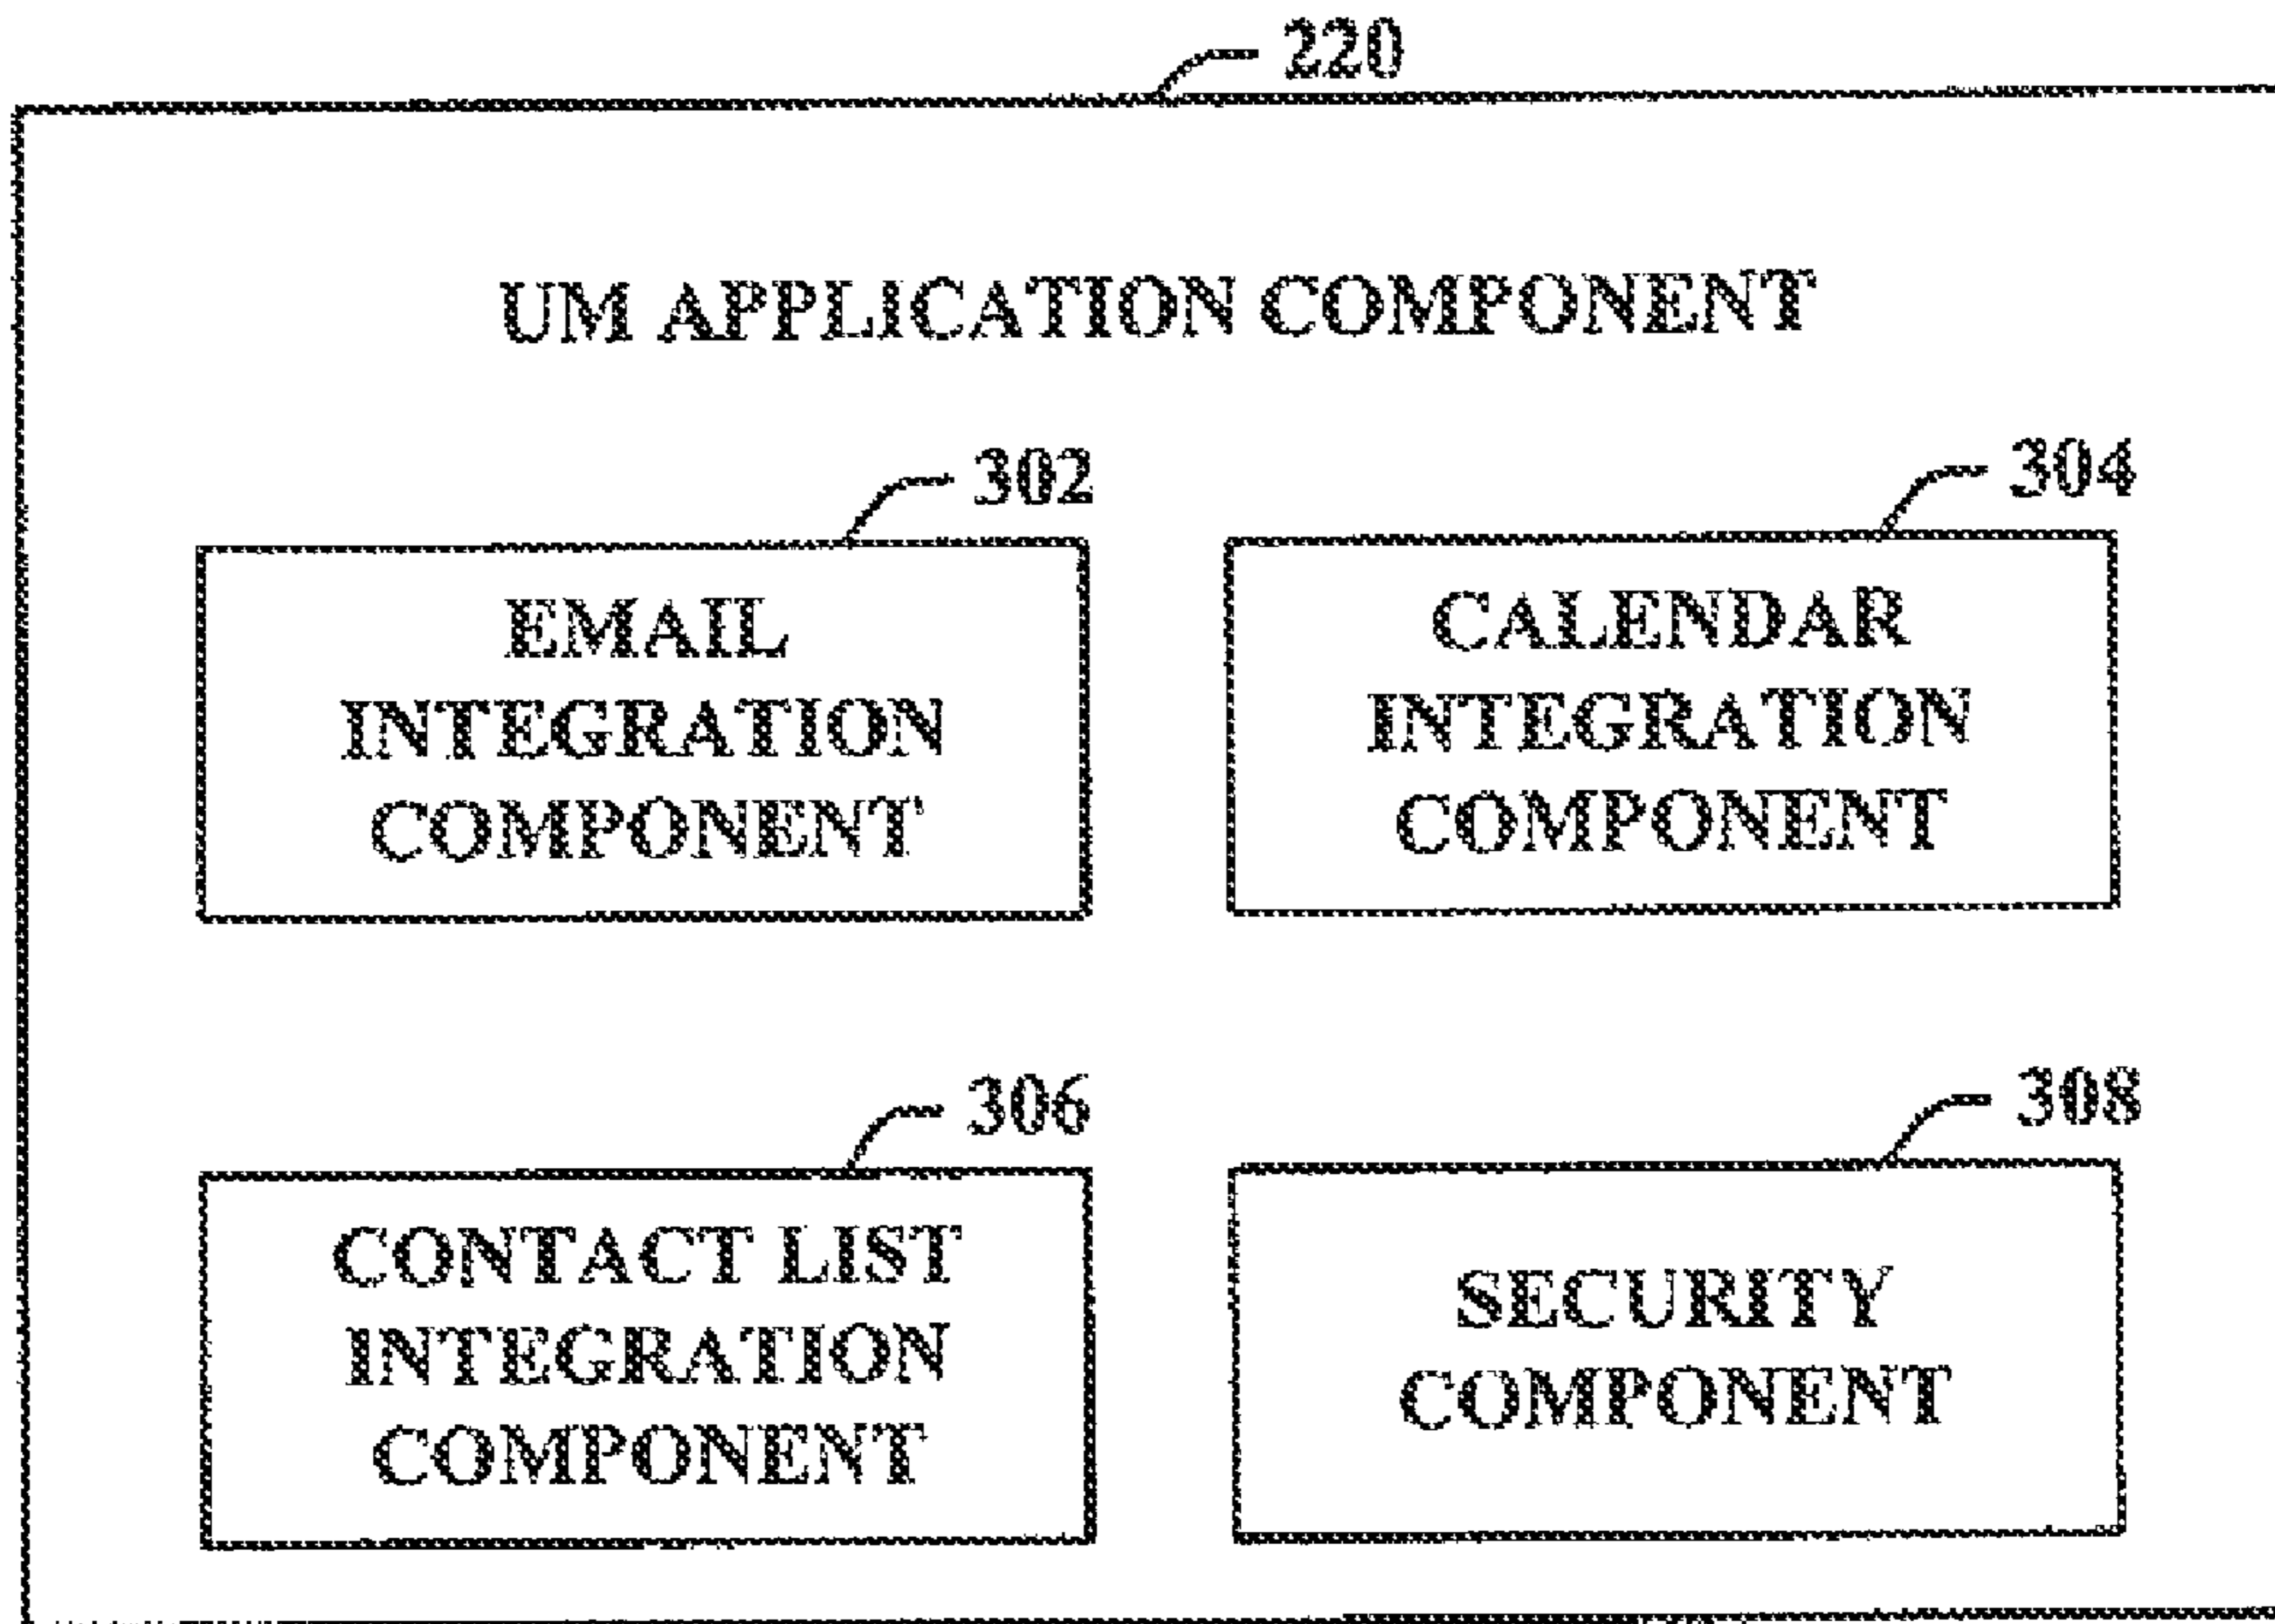 220
UM APPLICATION COMPONENT
302
EMAIL
INTEGRATION
COMPONENT
304
CALENDAR
INTEGRATION
COMPONENT
306
CONTACT LIST
INTEGRATION
COMPONENT
308
SECURITY
COMPONENT